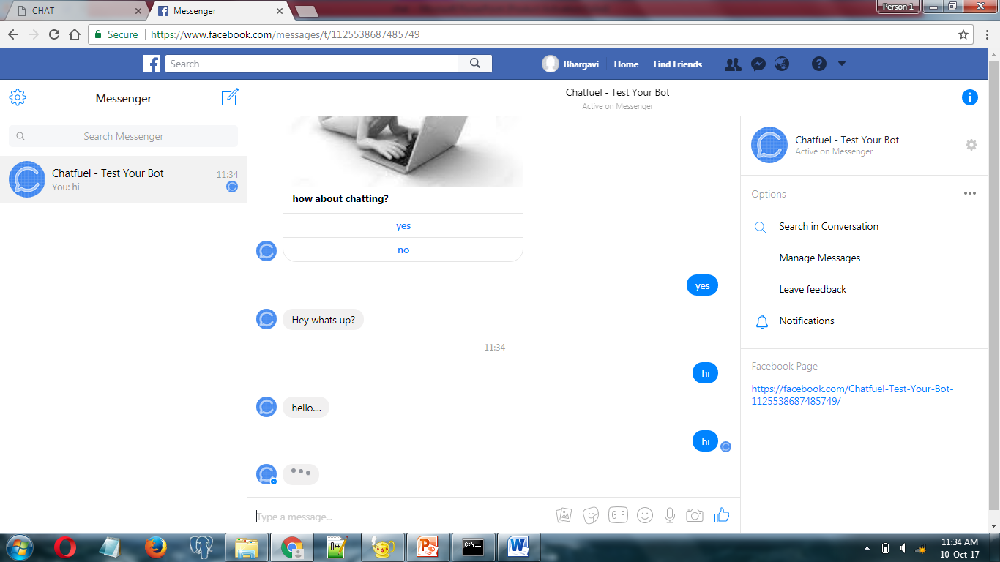 CHAT
Messenger
Person 1
Secure
https://www.facebook.com/messages/t/1125538687485749
Search
Bhargavi
Home
Find Friends
Messenger
Search Messenger
Chatfuel - Test Your Bot
11:34
You: hi
Chatfuel - Test Your Bot
Active on Messenger
how about chatting?
yes
no
yes
Hey whats up?
11:34
hi
hello....
hi
Type a message...
GIF
Chatfuel - Test Your Bot
Active on Messenger
Options
Search in Conversation
Manage Messages
Leave feedback
Notifications
Facebook Page
https://facebook.com/Chatfuel-Test-Your-Bot-
1125538687485749/
11:34 AM
10-Oct-17